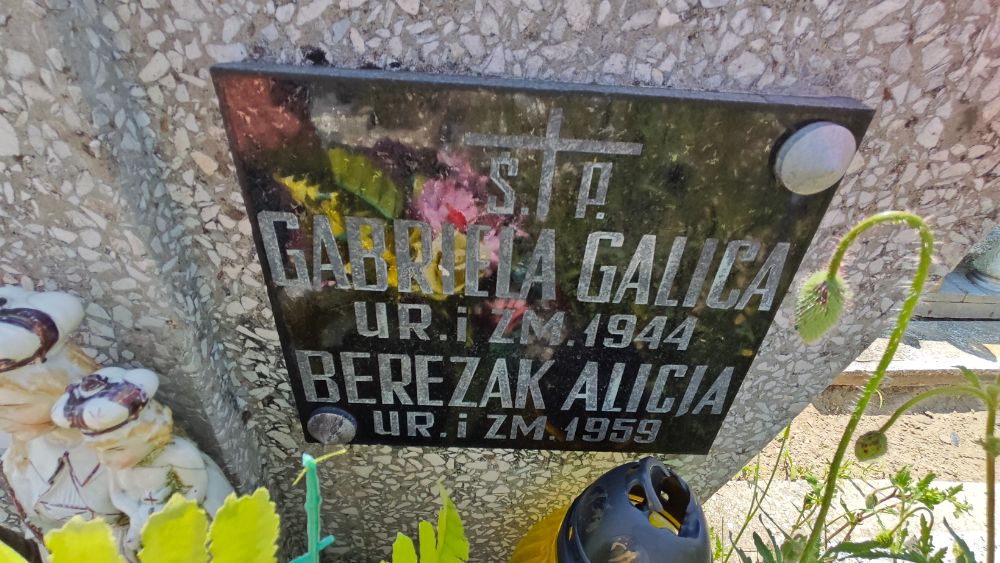 Ś. P.
GABRIELA GALICA
UR. i ZM. 1944
BEREZAK ALICJA
UR. i ZM. 1959